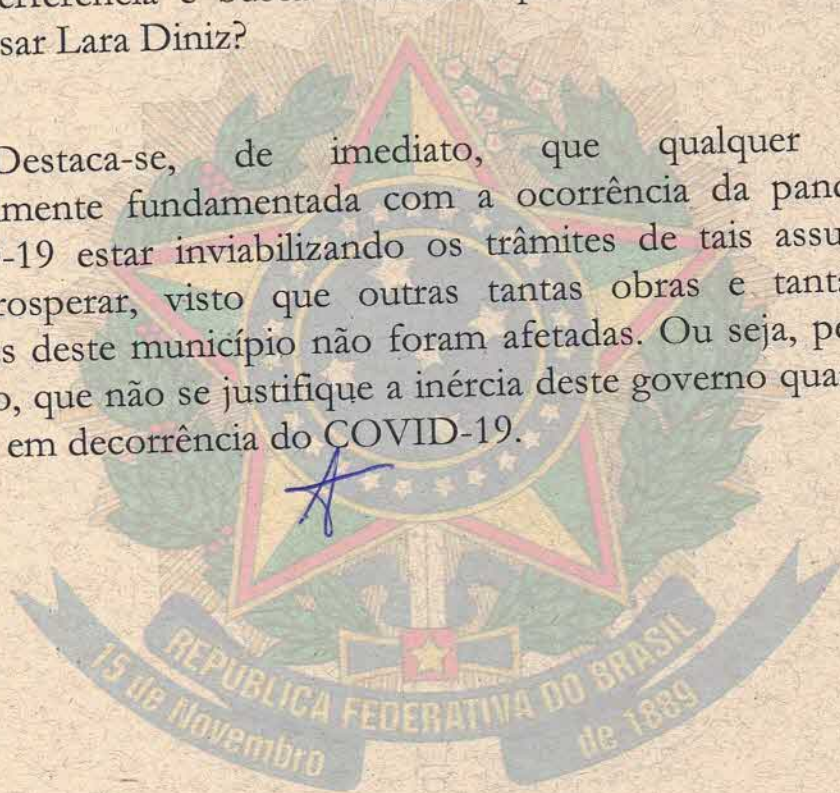 sar Lara Diniz?
Destaca-se, de imediato, que qualquer
mente fundamentada com a ocorrência da pand
-19 estar inviabilizando os trâmites de tais assu
rosperar, visto que outras tantas obras e tanta
s deste município não foram afetadas. Ou seja, pe
o, que não se justifique a inércia deste governo quan
em decorrência do COVID-19.
REPÚBLICA FEDERATIVA DO BRASIL
15 de Novembro de 1889